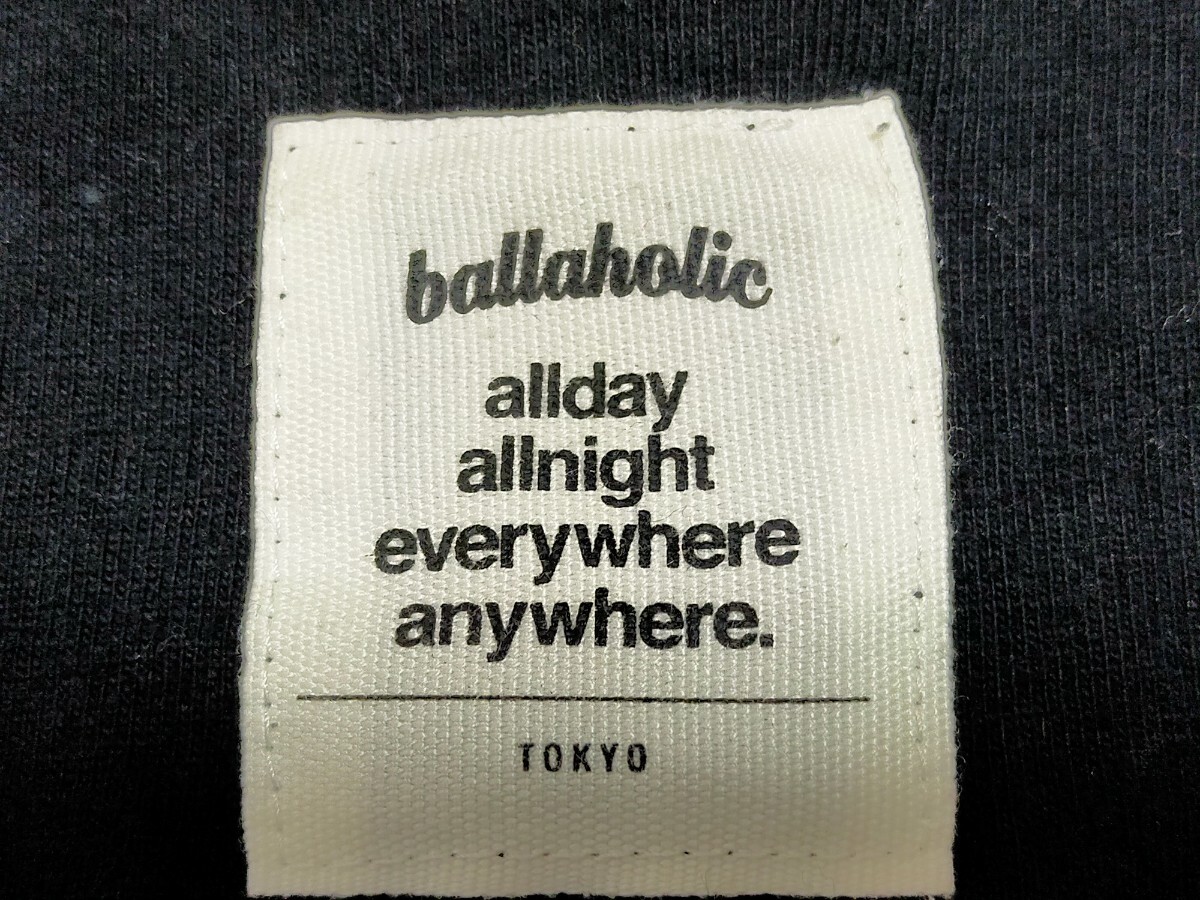 ballaholic
allday
allnight
everywhere
anywhere.
TOKYO